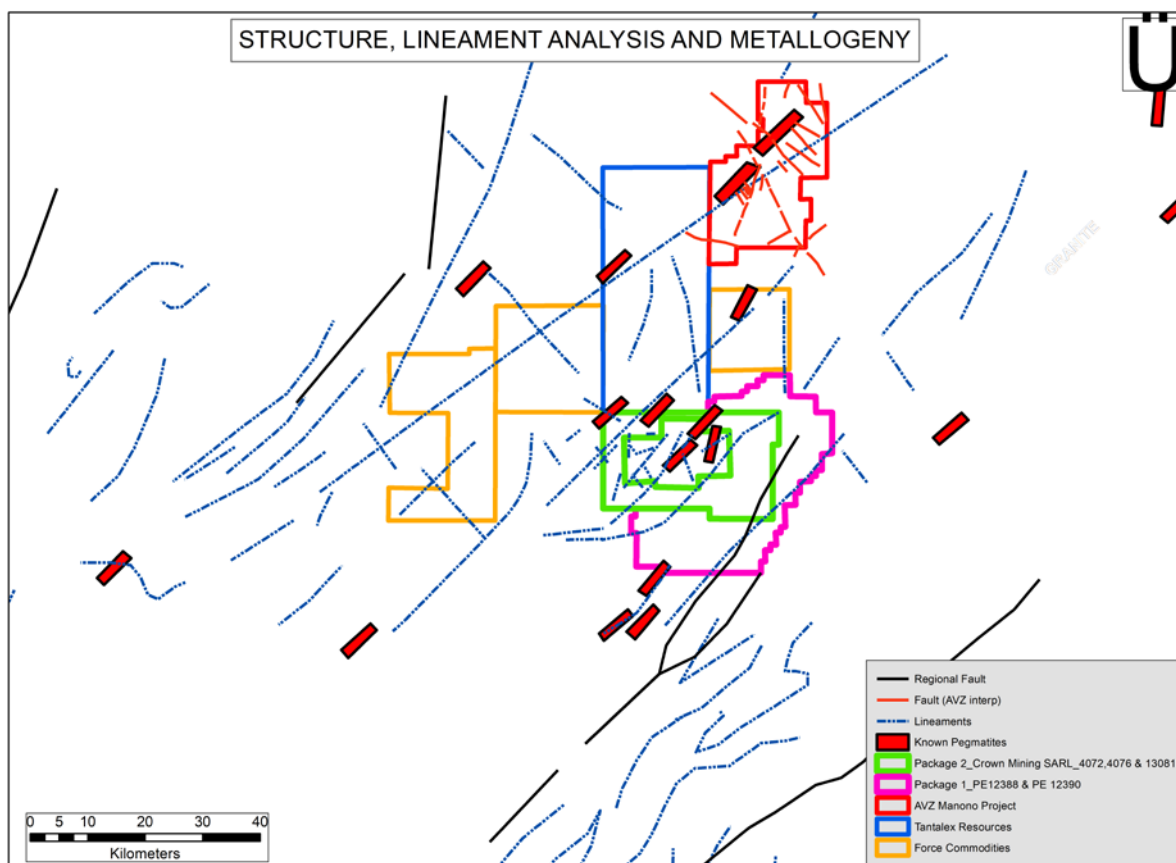 STRUCTURE, LINEAMENT ANALYSIS AND METALLOGENY
Ü
GRANITE
Regional Fault
Fault (AVZ interp)
Lineaments
Known Pegmatites
Package 2_Crown Mining SARL_4072,4076 & 13081
Package 1_PE12388 & PE 12390
AVZ Manono Project
Tantalex Resources
Force Commodities
0 5 10 20 30 40
Kilometers